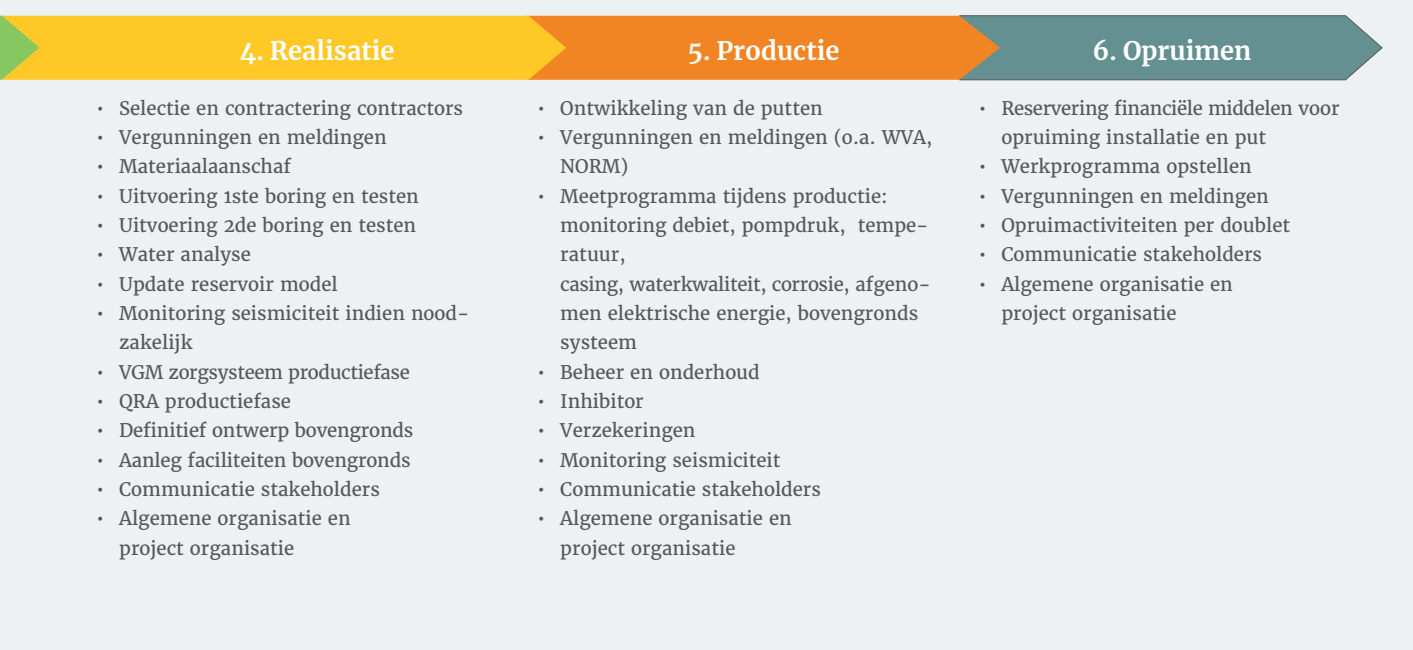 4. Realisatie
• Selectie en contractering contractors
• Vergunningen en meldingen
• Materiaalaanschaf
• Uitvoering 1ste boring en testen
• Uitvoering 2de boring en testen
• Water analyse
• Update reservoir model
• Monitoring seismiciteit indien nood-
zakelijk
• VGM zorgsysteem productiefase
• QRA productiefase
• Definitief ontwerp bovengronds
• Aanleg faciliteiten bovengronds
• Communicatie stakeholders
• Algemene organisatie en
project organisatie
5. Productie
• Ontwikkeling van de putten
• Vergunningen en meldingen (o.a. WVA,
NORM)
• Meetprogramma tijdens productie:
monitoring debiet, pompdruk, tempe-
ratuur,
casing, waterkwaliteit, corrosie, afgeno-
men elektrische energie, bovengronds
systeem
• Beheer en onderhoud
• Inhibitor
• Verzekeringen
• Monitoring seismiciteit
• Communicatie stakeholders
• Algemene organisatie en
project organisatie
6. Opruimen
• Reservering financiële middelen voor
opruiming installatie en put
• Werkprogramma opstellen
• Vergunningen en meldingen
• Opruimactiviteiten per doublet
• Communicatie stakeholders
• Algemene organisatie en
project organisatie